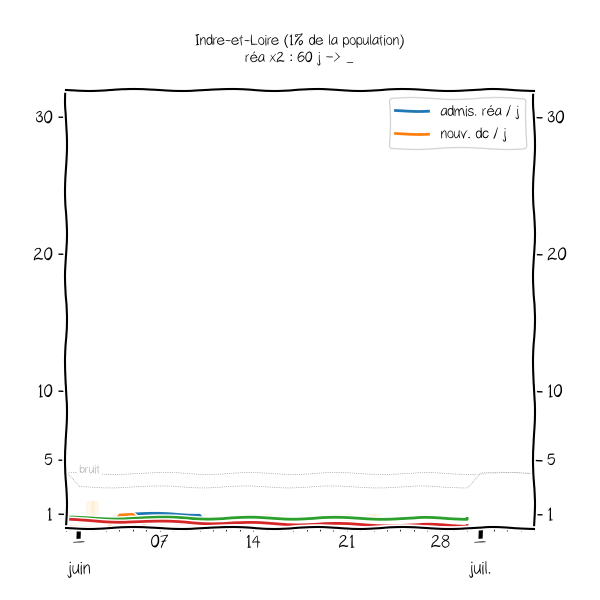 Indre-et-Loire (1% de la population)
réa x2 : 60 j -> _
admis. réa / j
nouv. dc / j
30
30
20
20
10
10
5
5
bruit
1
1
07
14
21
28
juin
juil.